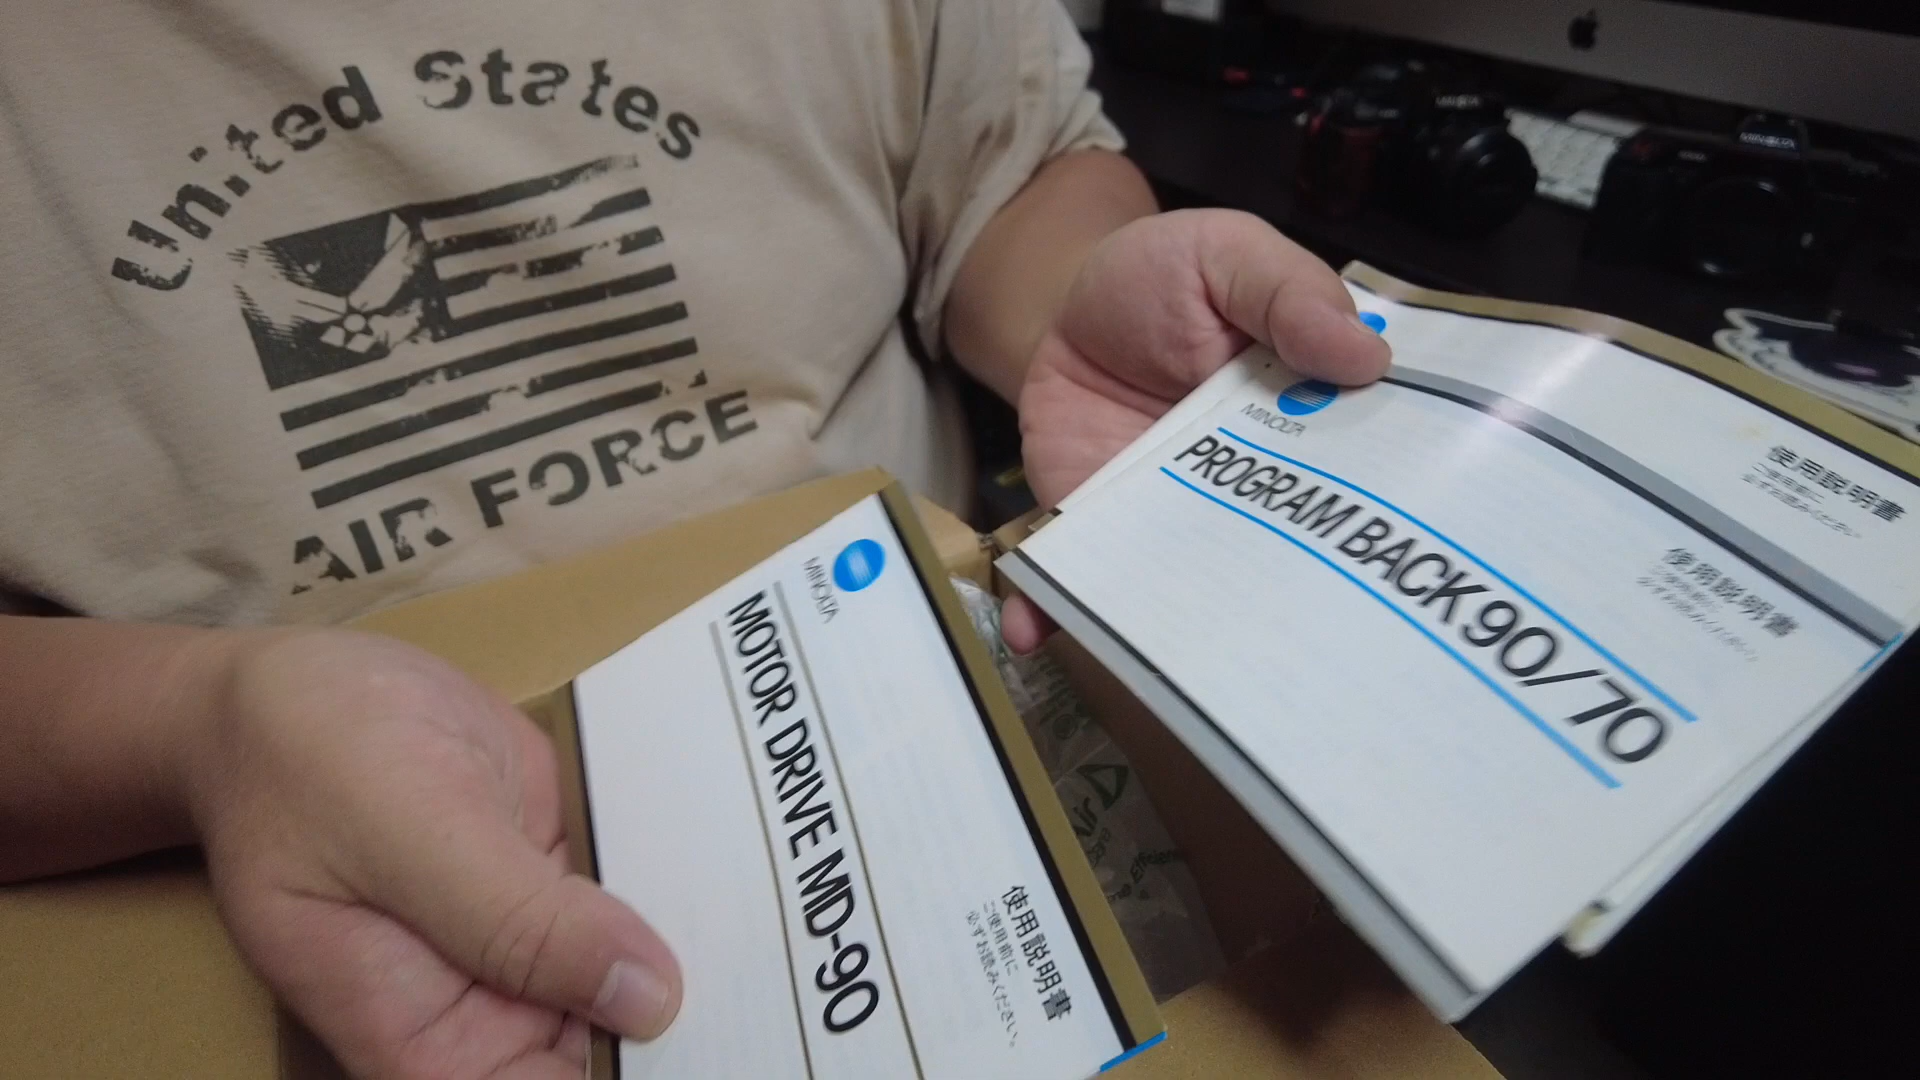 United States
AIR FORCE
MINOLTA
MOTOR DRIVE MD-90
使用説明書
ご使用前に
必ずお読みください。
MINOLTA
PROGRAM BACK 90/70
使用説明書
使用説明書
MINOLTA
Air